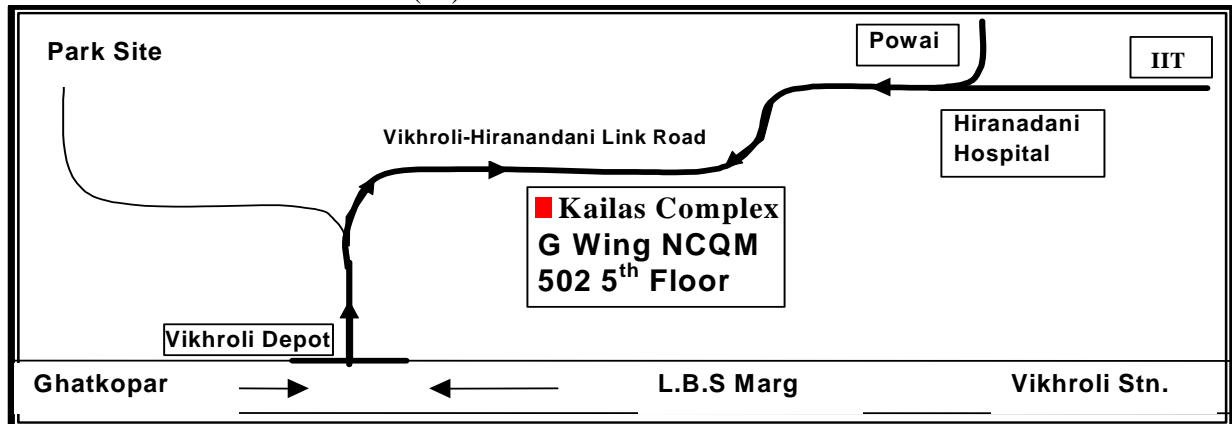 Park Site
Powai
IIT
Vikhroli-Hiranandani Link Road
Hiranadani
Hospital
Kailas Complex
G Wing NCQM
502 5th Floor
Vikhroli Depot
Ghatkopar
L.B.S Marg
Vikhroli Stn.